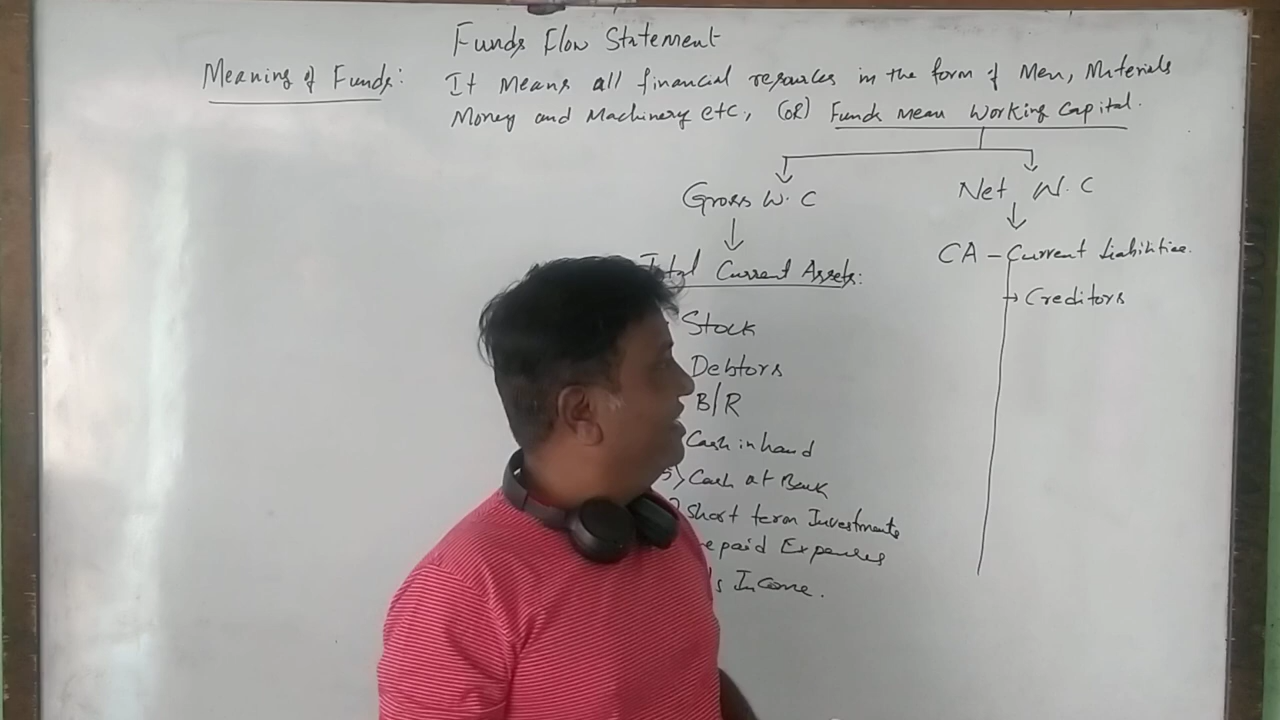 Funds Flow Statement
Meaning of Funds: It Means all financial resources in the form of Men, Materials
Money and Machinery etc, (OR) Funds mean Working Capital.
Gross W.C
Net W.C
Total Current Assets:
CA - Current Liabilities.
Creditors
Stock
Debtors
B/R
Cash in hand
5) Cash at Bank
Short term Investments
epaid Expenses
/s Income.